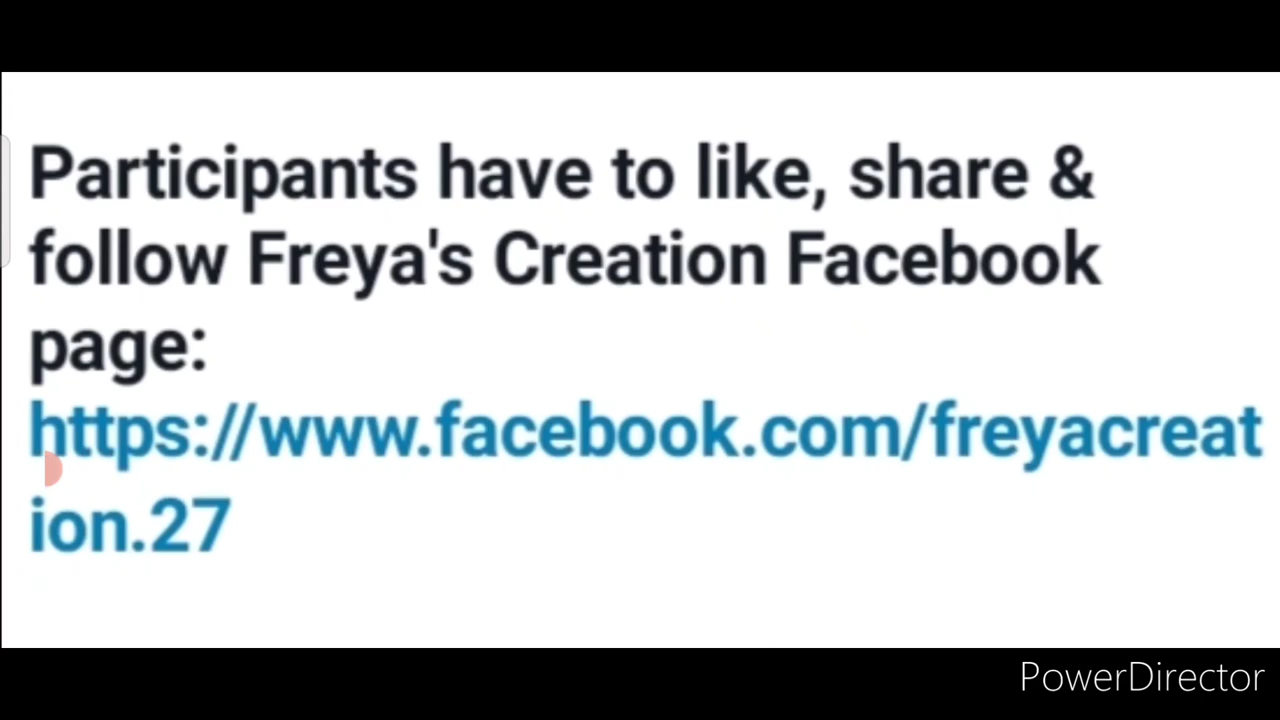 Participants have to like, share &
follow Freya's Creation Facebook
page:
https://www.facebook.com/freyacreat
ion.27
PowerDirector